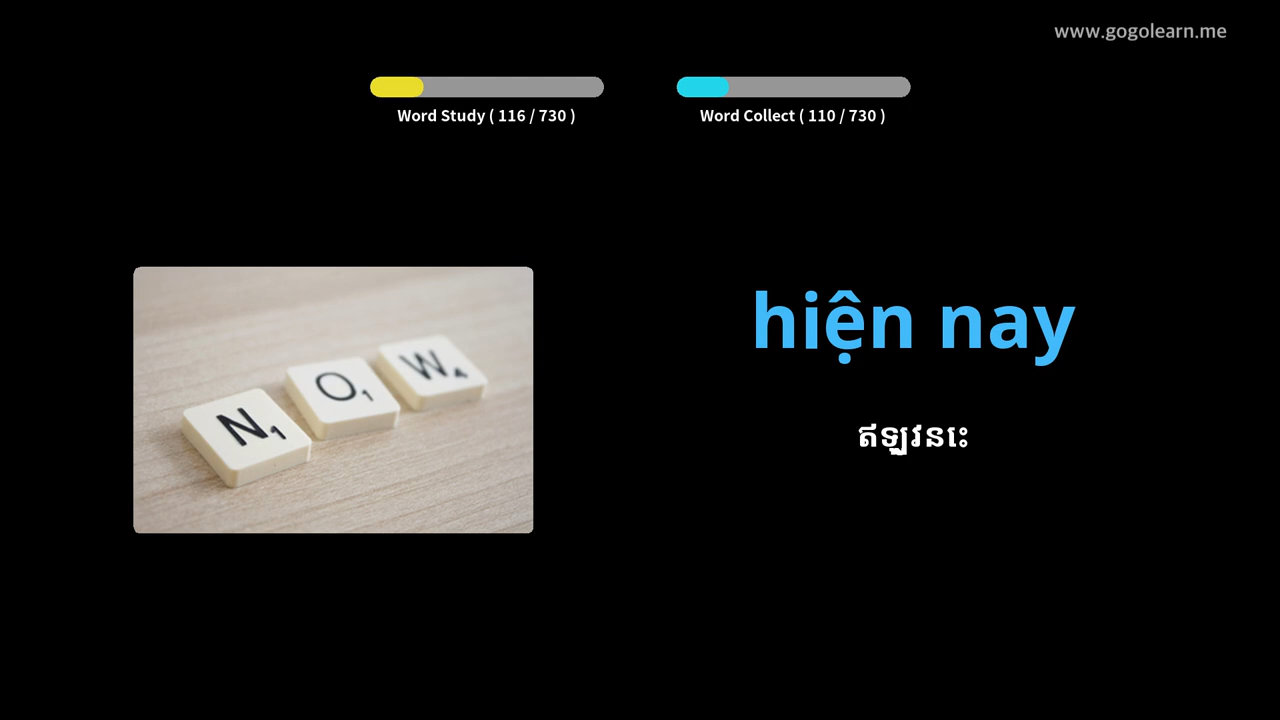 www.gogolearn.me
Word Study ( 116 / 730 )
Word Collect ( 110 / 730 )
hiện nay
N1 O1 W4
ឥឡូវនេះ